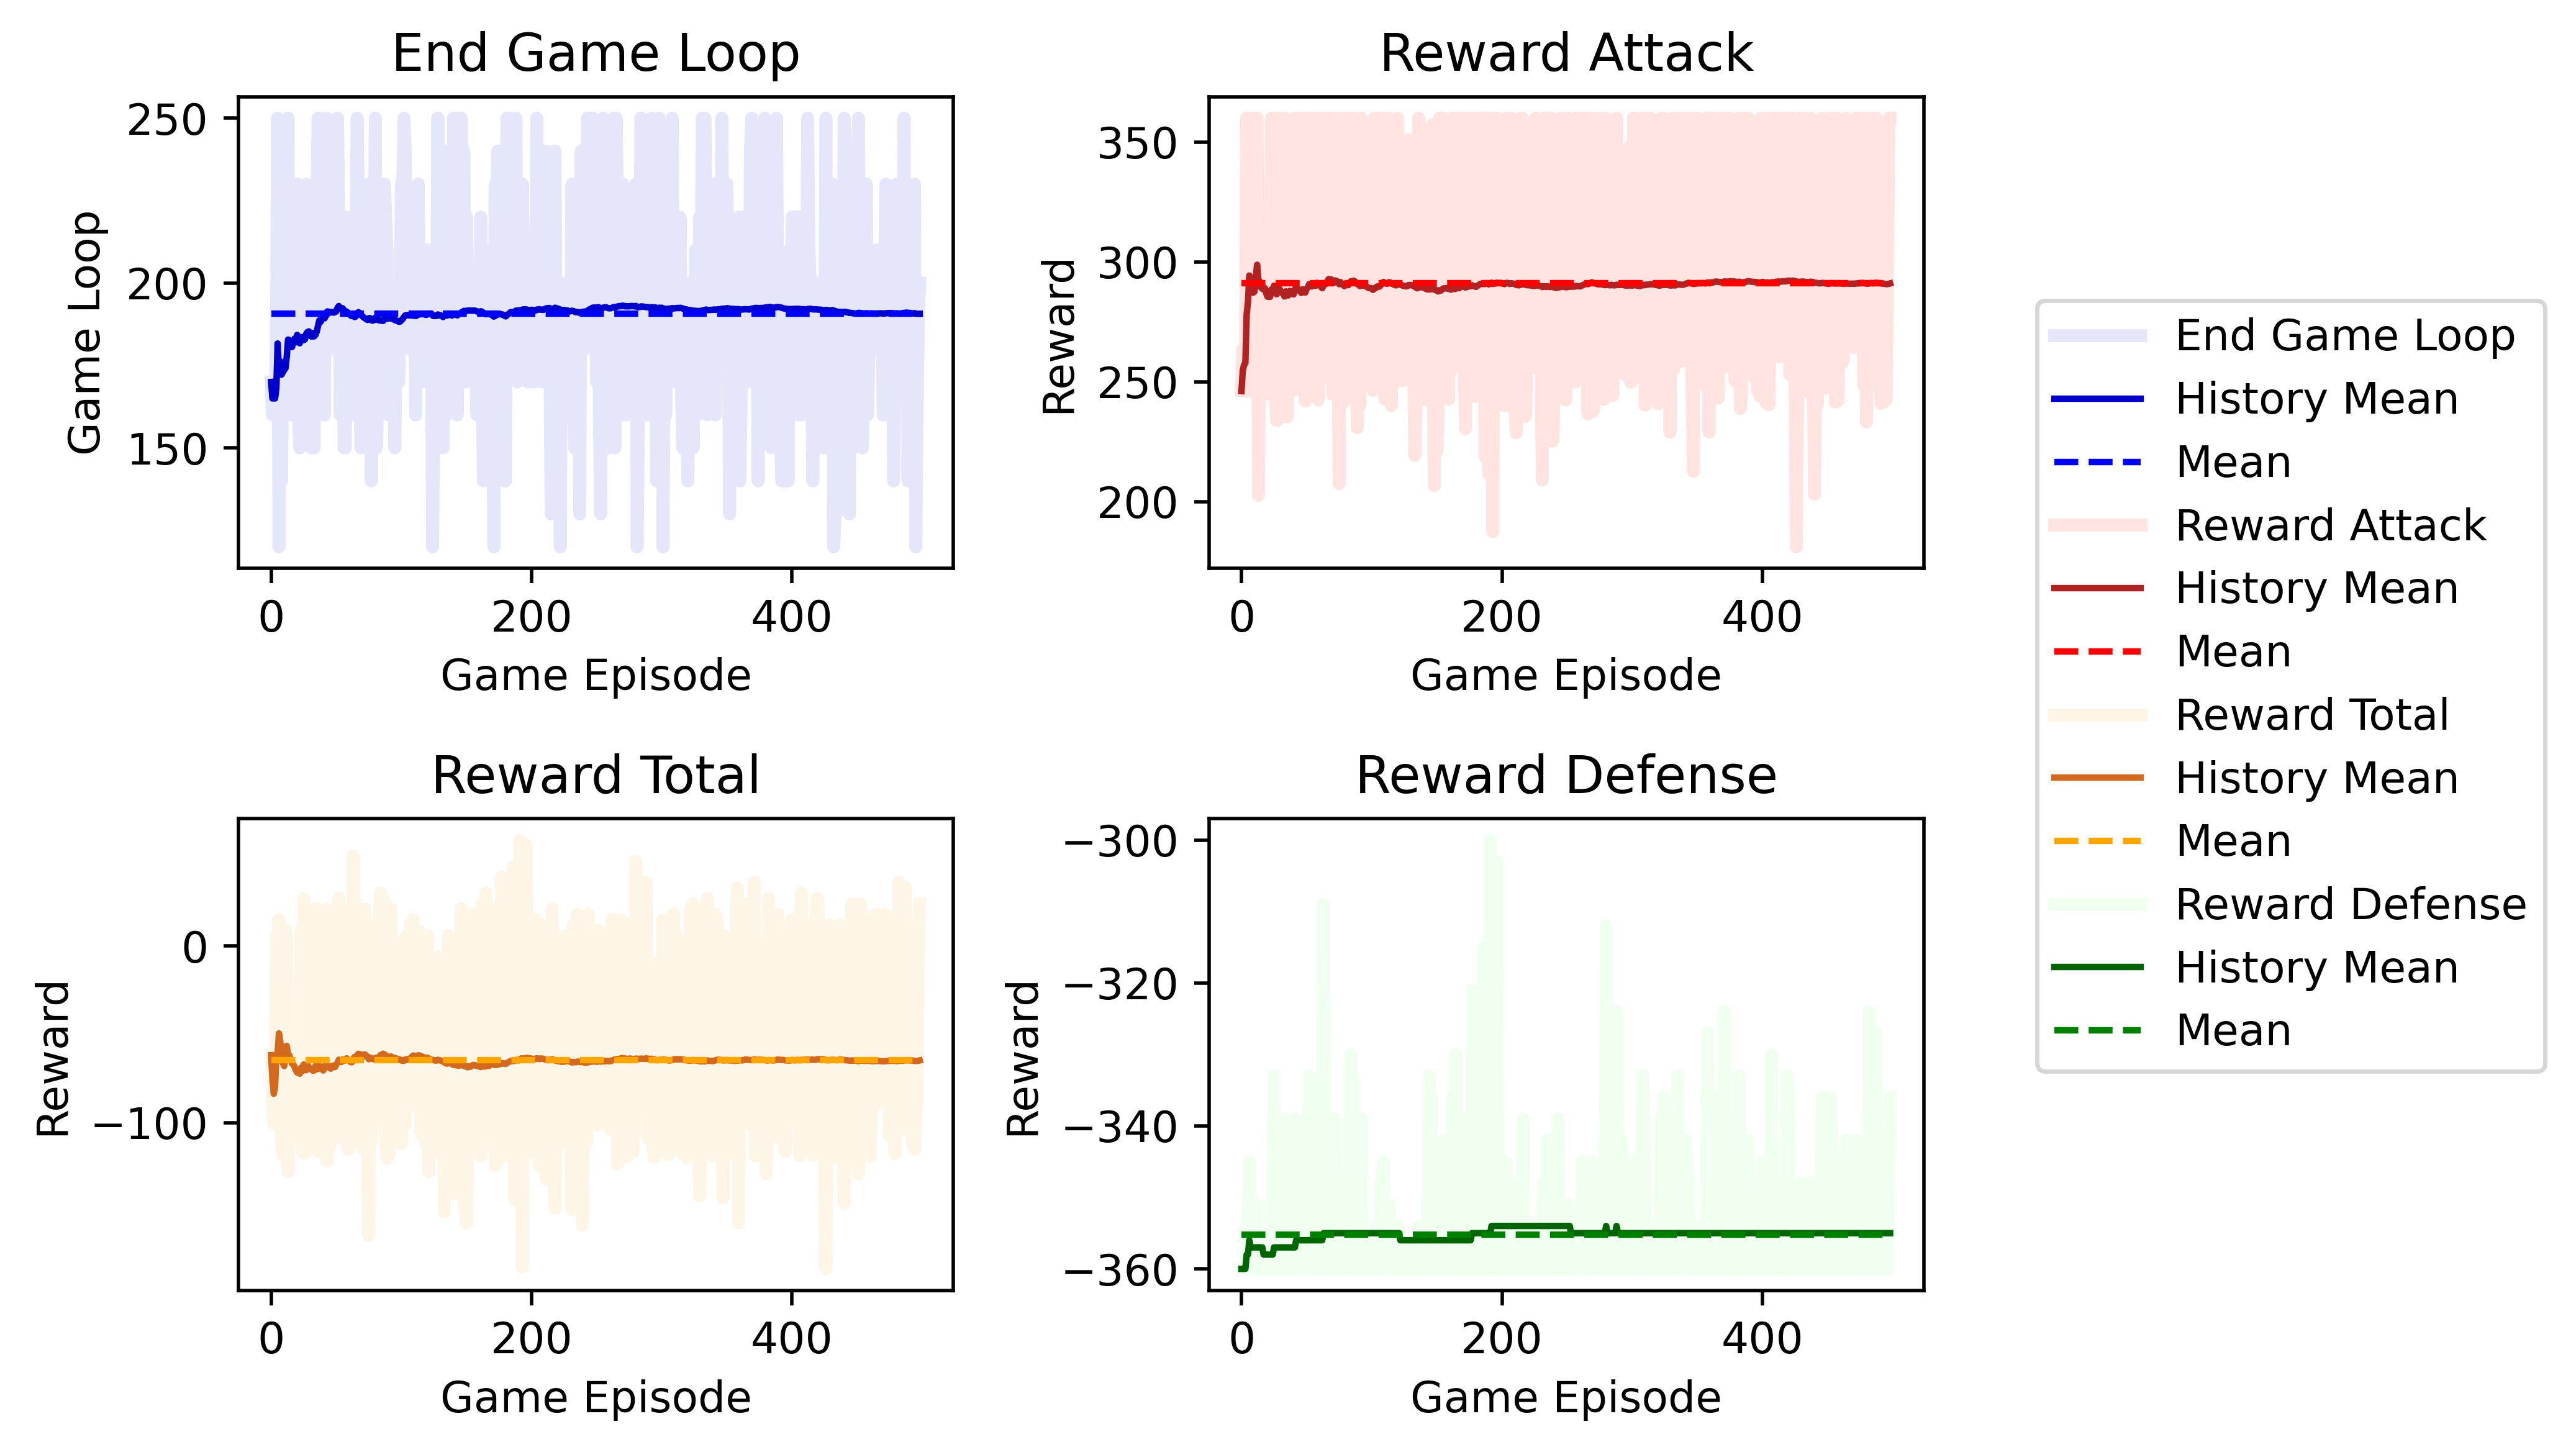 End Game Loop
250
200
150
Game Loop
0 200 400
Game Episode
Reward Attack
350
300
250
200
Reward
0 200 400
Game Episode
Reward Total
0
−100
Reward
0 200 400
Game Episode
Reward Defense
−300
−320
−340
−360
Reward
0 200 400
Game Episode
End Game Loop
History Mean
Mean
Reward Attack
History Mean
Mean
Reward Total
History Mean
Mean
Reward Defense
History Mean
Mean